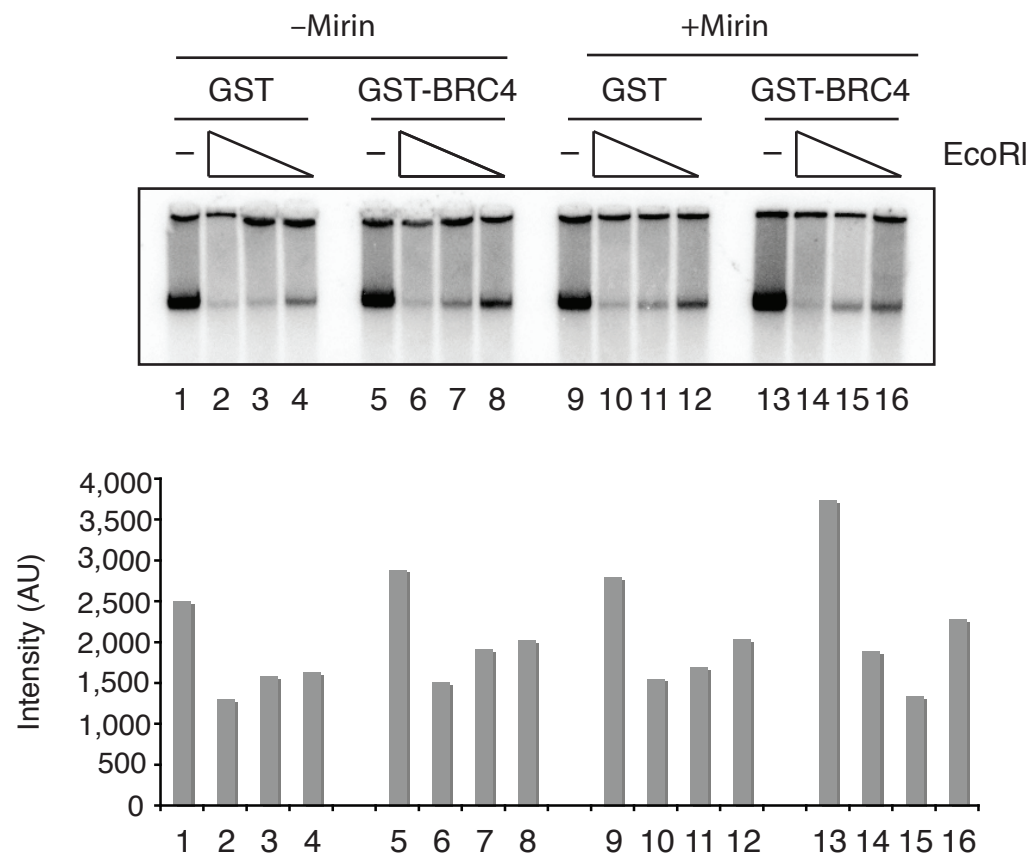 –Mirin +Mirin
GST GST-BRC4 GST GST-BRC4
– – – – EcoRI
1 2 3 4 5 6 7 8 9 10 11 12 13 14 15 16
4,000
3,500
3,000
2,500
2,000
1,500
1,000
500
0
Intensity (AU)
1 2 3 4 5 6 7 8 9 10 11 12 13 14 15 16